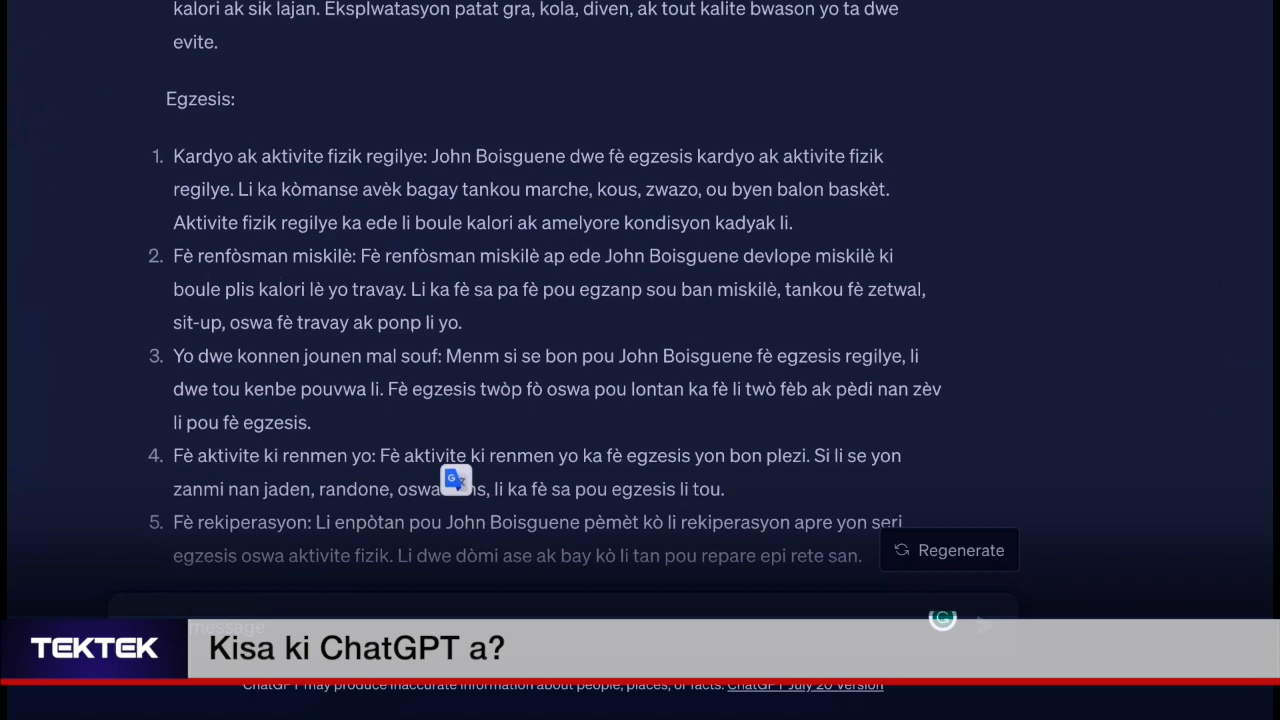 kalori ak sik lajan. Eksplwatasyon patat gra, kola, diven, ak tout kalite bwason yo ta dwe
evite.
Egzesis:
1. Kardyo ak aktivite fizik regilye: John Boisguene dwe fè egzesis kardyo ak aktivite fizik
regilye. Li ka kòmanse avèk bagay tankou marche, kous, zwazo, ou byen balon baskèt.
Aktivite fizik regilye ka ede li boule kalori ak amelyore kondisyon kadyak li.
2. Fè renfòsman miskilè: Fè renfòsman miskilè ap ede John Boisguene devlope miskilè ki
boule plis kalori lè yo travay. Li ka fè sa pa fè pou egzanp sou ban miskilè, tankou fè zetwal,
sit-up, oswa fè travay ak ponp li yo.
3. Yo dwe konnen jounen mal souf: Menm si se bon pou John Boisguene fè egzesis regilye, li
dwe tou kenbe pouvwa li. Fè egzesis twòp fò oswa pou lontan ka fè li twò fèb ak pèdi nan zèv
li pou fè egzesis.
4. Fè aktivite ki renmen yo: Fè aktivite ki renmen yo ka fè egzesis yon bon plezi. Si li se yon
zanmi nan jaden, randone, oswa li ka fè sa pou egzesis li tou.
5. Fè rekiperasyon: Li enpòtan pou John Boisguene pèmèt kò li rekiperasyon apre yon seri
egzesis oswa aktivite fizik. Li dwe dòmi ase ak bay kò li tan pou repare epi rete san.
Regenerate
message
TEKTEK
Kisa ki ChatGPT a?
ChatGPT may produce inaccurate information about people, places, or facts. ChatGPT July 20 Version